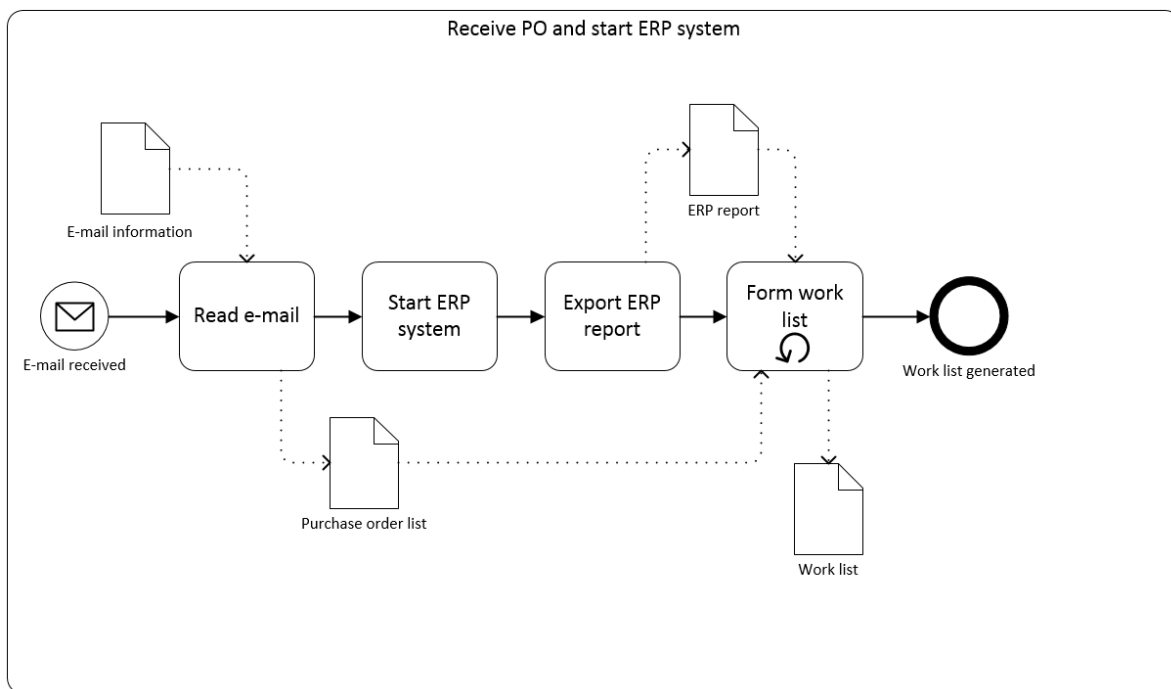 Receive PO and start ERP system
E-mail information
ERP report
E-mail received
Read e-mail
Start ERP
system
Export ERP
report
Form work
list
Work list generated
Purchase order list
Work list